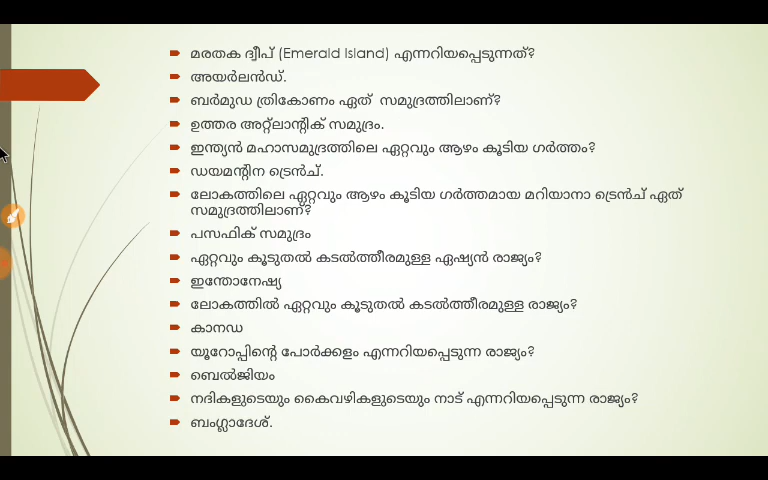 മരതക ദ്വീപ് (Emerald Island) എന്നറിയപ്പെടുന്നത്?
അയർലൻഡ്.
ബർമുഡ ത്രികോണം ഏത് സമുദ്രത്തിലാണ്?
ഉത്തര അറ്റ്ലാന്റിക് സമുദ്രം.
ഇന്ത്യൻ മഹാസമുദ്രത്തിലെ ഏറ്റവും ആഴം കൂടിയ ഗർത്തം?
ഡയമന്റിന ട്രെൻച്.
ലോകത്തിലെ ഏറ്റവും ആഴം കൂടിയ ഗർത്തമായ മറിയാനാ ട്രെൻച് ഏത്
സമുദ്രത്തിലാണ്?
പസഫിക് സമുദ്രം
ഏറ്റവും കൂടുതൽ കടൽത്തീരമുള്ള ഏഷ്യൻ രാജ്യം?
ഇന്തോനേഷ്യ
ലോകത്തിൽ ഏറ്റവും കൂടുതൽ കടൽത്തീരമുള്ള രാജ്യം?
കാനഡ
യൂറോപ്പിന്റെ പോർക്കളം എന്നറിയപ്പെടുന്ന രാജ്യം?
ബെൽജിയം
നദികളുടെയും കൈവഴികളുടെയും നാട് എന്നറിയപ്പെടുന്ന രാജ്യം?
ബംഗ്ലാദേശ്.